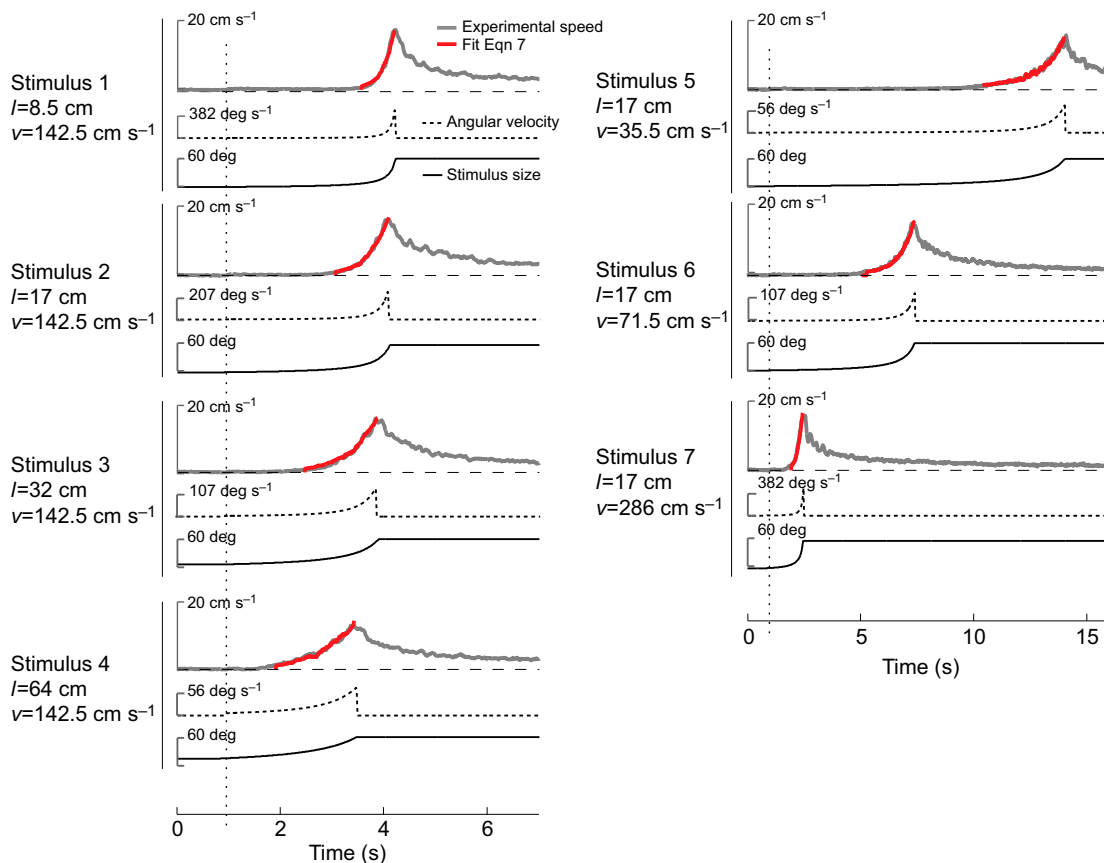 20 cm s–1
Experimental speed
Fit Eqn 7
Stimulus 1
l=8.5 cm
v=142.5 cm s–1
382 deg s–1
Angular velocity
60 deg
Stimulus size
20 cm s–1
Stimulus 2
l=17 cm
v=142.5 cm s–1
207 deg s–1
60 deg
20 cm s–1
Stimulus 3
l=32 cm
v=142.5 cm s–1
107 deg s–1
60 deg
20 cm s–1
Stimulus 4
l=64 cm
v=142.5 cm s–1
56 deg s–1
60 deg
0 2 4 6
Time (s)
20 cm s–1
Stimulus 5
l=17 cm
v=35.5 cm s–1
56 deg s–1
60 deg
20 cm s–1
Stimulus 6
l=17 cm
v=71.5 cm s–1
107 deg s–1
60 deg
20 cm s–1
Stimulus 7
l=17 cm
v=286 cm s–1
382 deg s–1
60 deg
0 5 10 15
Time (s)